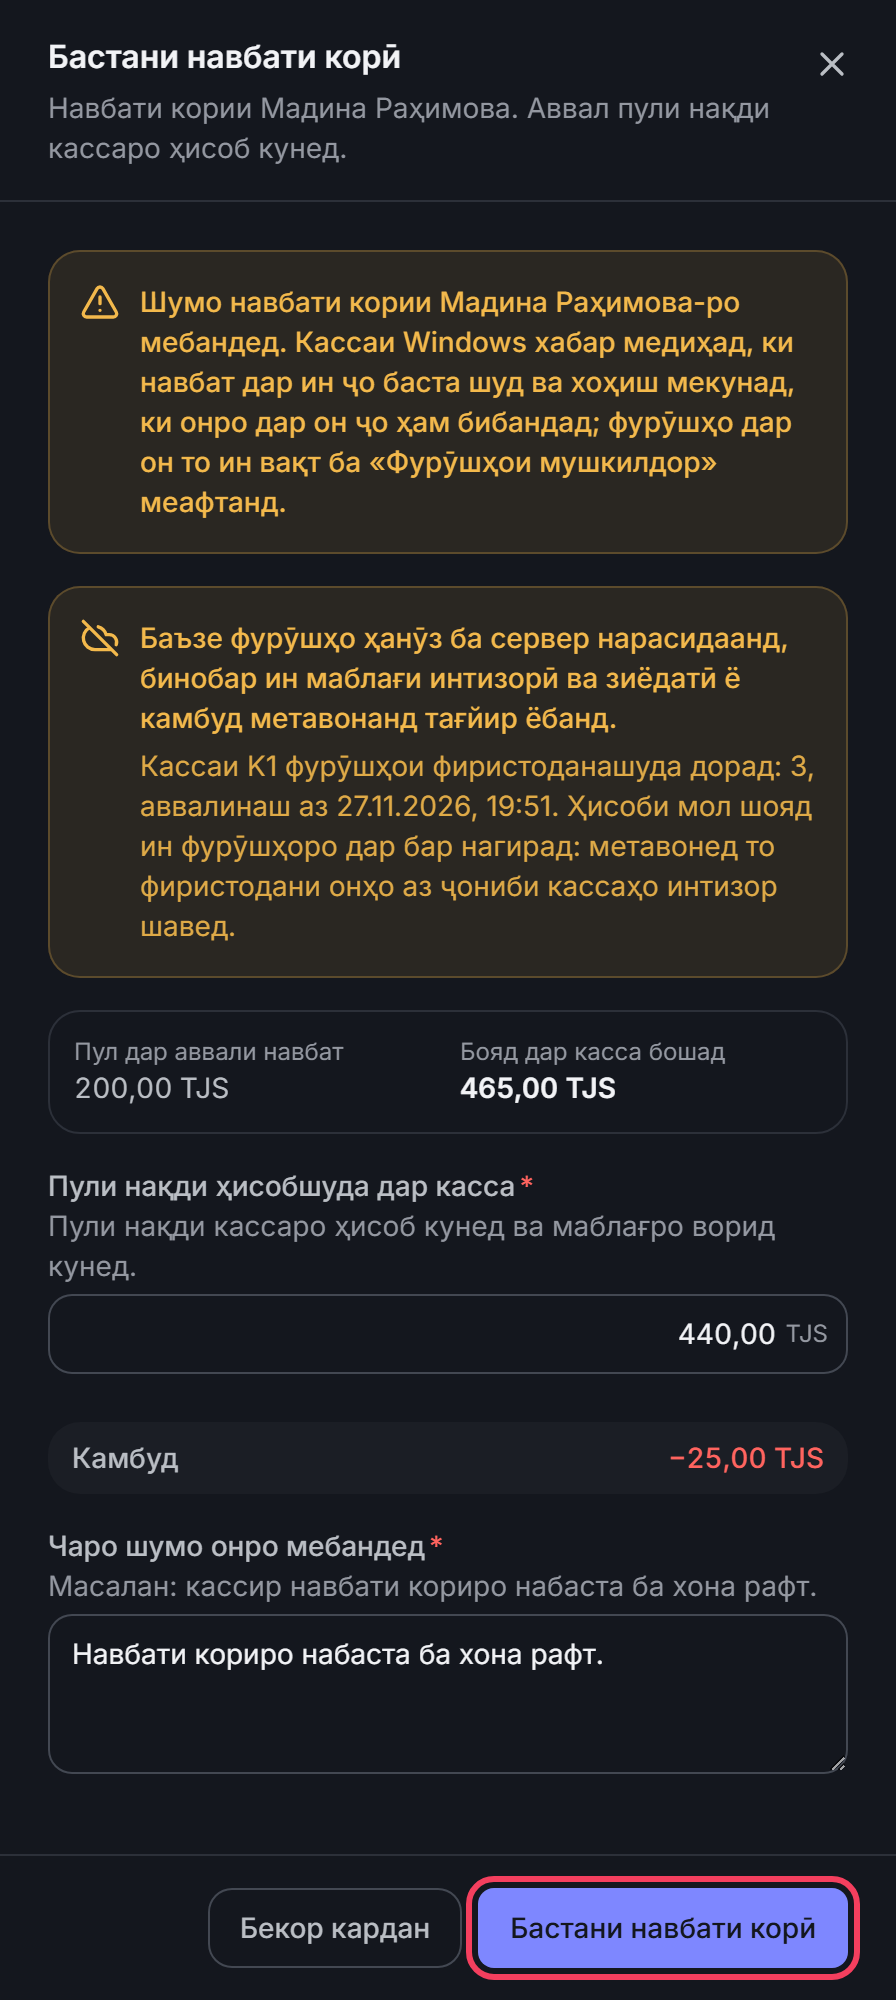 Бастани навбати корӣ
Навбати кории Мадина Раҳимова. Аввал пули нақди
кассаро ҳисоб кунед.
Шумо навбати кории Мадина Раҳимова-ро
мебандед. Кассаи Windows хабар медиҳад, ки
навбат дар ин ҷо баста шуд ва хоҳиш мекунад,
ки онро дар он ҷо ҳам бибандад; фурӯшҳо дар
он то ин вақт ба «Фурӯшҳои мушкилдор»
меафтанд.
Баъзе фурӯшҳо ҳанӯз ба сервер нарасидаанд,
бинобар ин маблағи интизорӣ ва зиёдатӣ ё
камбуд метавонанд тағйир ёбанд.
Кассаи К1 фурӯшҳои фиристоданашуда дорад: 3,
аввалинаш аз 27.11.2026, 19:51. Ҳисоби мол шояд
ин фурӯшҳоро дар бар нагирад: метавонед то
фиристодани онҳо аз ҷониби кассаҳо интизор
шавед.
Пул дар аввали навбат
200,00 TJS
Бояд дар касса бошад
465,00 TJS
Пули нақди ҳисобшуда дар касса*
Пули нақди кассаро ҳисоб кунед ва маблағро ворид
кунед.
440,00 TJS
Камбуд −25,00 TJS
Чаро шумо онро мебандед*
Масалан: кассир навбати кориро набаста ба хона рафт.
Навбати кориро набаста ба хона рафт.
Бекор кардан
Бастани навбати корӣ